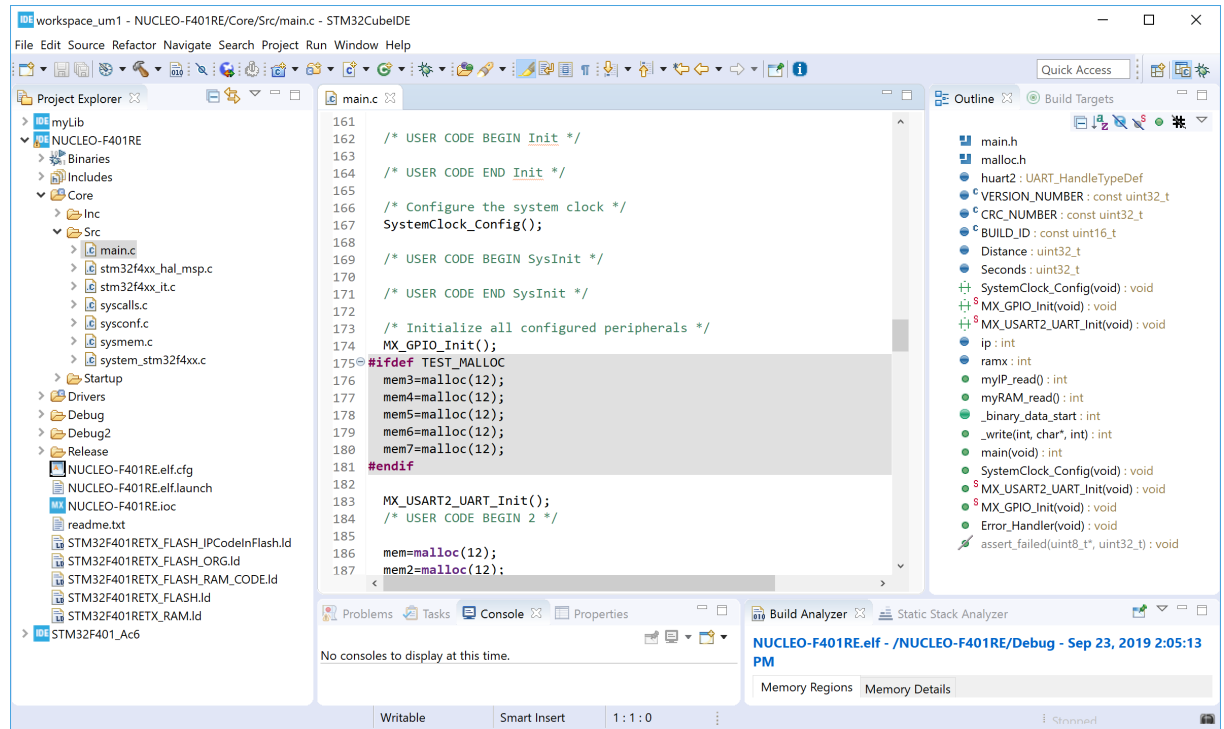 IDE workspace_um1 - NUCLEO-F401RE/Core/Src/main.c - STM32CubeIDE
File Edit Source Refactor Navigate Search Project Run Window Help
Quick Access
Project Explorer
myLib
NUCLEO-F401RE
Binaries
Includes
Core
Inc
Src
main.c
stm32f4xx_hal_msp.c
stm32f4xx_it.c
syscalls.c
sysconf.c
sysmem.c
system_stm32f4xx.c
Startup
Drivers
Debug
Debug2
Release
NUCLEO-F401RE.elf.cfg
NUCLEO-F401RE.elf.launch
MX NUCLEO-F401RE.ioc
readme.txt
STM32F401RETX_FLASH_IPCodeInFlash.ld
STM32F401RETX_FLASH_ORG.ld
STM32F401RETX_FLASH_RAM_CODE.ld
STM32F401RETX_FLASH.ld
STM32F401RETX_RAM.ld
IDE STM32F401_Ac6
main.c
161
162 /* USER CODE BEGIN Init */
163
164 /* USER CODE END Init */
165
166 /* Configure the system clock */
167 SystemClock_Config();
168
169 /* USER CODE BEGIN SysInit */
170
171 /* USER CODE END SysInit */
172
173 /* Initialize all configured peripherals */
174 MX_GPIO_Init();
175 #ifdef TEST_MALLOC
176 mem3=malloc(12);
177 mem4=malloc(12);
178 mem5=malloc(12);
179 mem6=malloc(12);
180 mem7=malloc(12);
181 #endif
182
183 MX_USART2_UART_Init();
184 /* USER CODE BEGIN 2 */
185
186 mem=malloc(12);
187 mem2=malloc(12);
Outline Build Targets
main.h
malloc.h
huart2 : UART_HandleTypeDef
VERSION_NUMBER : const uint32_t
CRC_NUMBER : const uint32_t
BUILD_ID : const uint16_t
Distance : uint32_t
Seconds : uint32_t
SystemClock_Config(void) : void
MX_GPIO_Init(void) : void
MX_USART2_UART_Init(void) : void
ip : int
ramx : int
myIP_read() : int
myRAM_read() : int
_binary_data_start : int
_write(int, char*, int) : int
main(void) : int
SystemClock_Config(void) : void
MX_USART2_UART_Init(void) : void
MX_GPIO_Init(void) : void
Error_Handler(void) : void
assert_failed(uint8_t*, uint32_t) : void
Problems Tasks Console Properties
No consoles to display at this time.
Build Analyzer Static Stack Analyzer
NUCLEO-F401RE.elf - /NUCLEO-F401RE/Debug - Sep 23, 2019 2:05:13
PM
Memory Regions Memory Details
Writable Smart Insert 1 : 1 : 0 Stopped